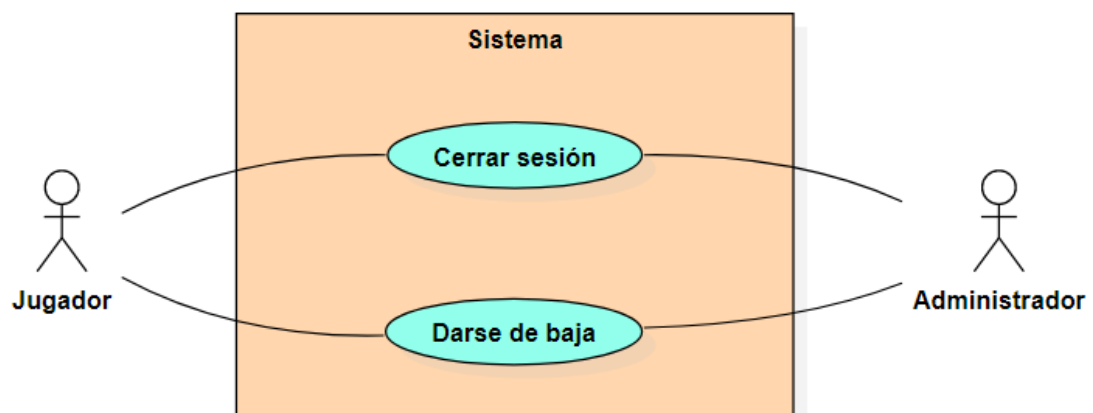 Sistema
Cerrar sesión
Jugador
Administrador
Darse de baja